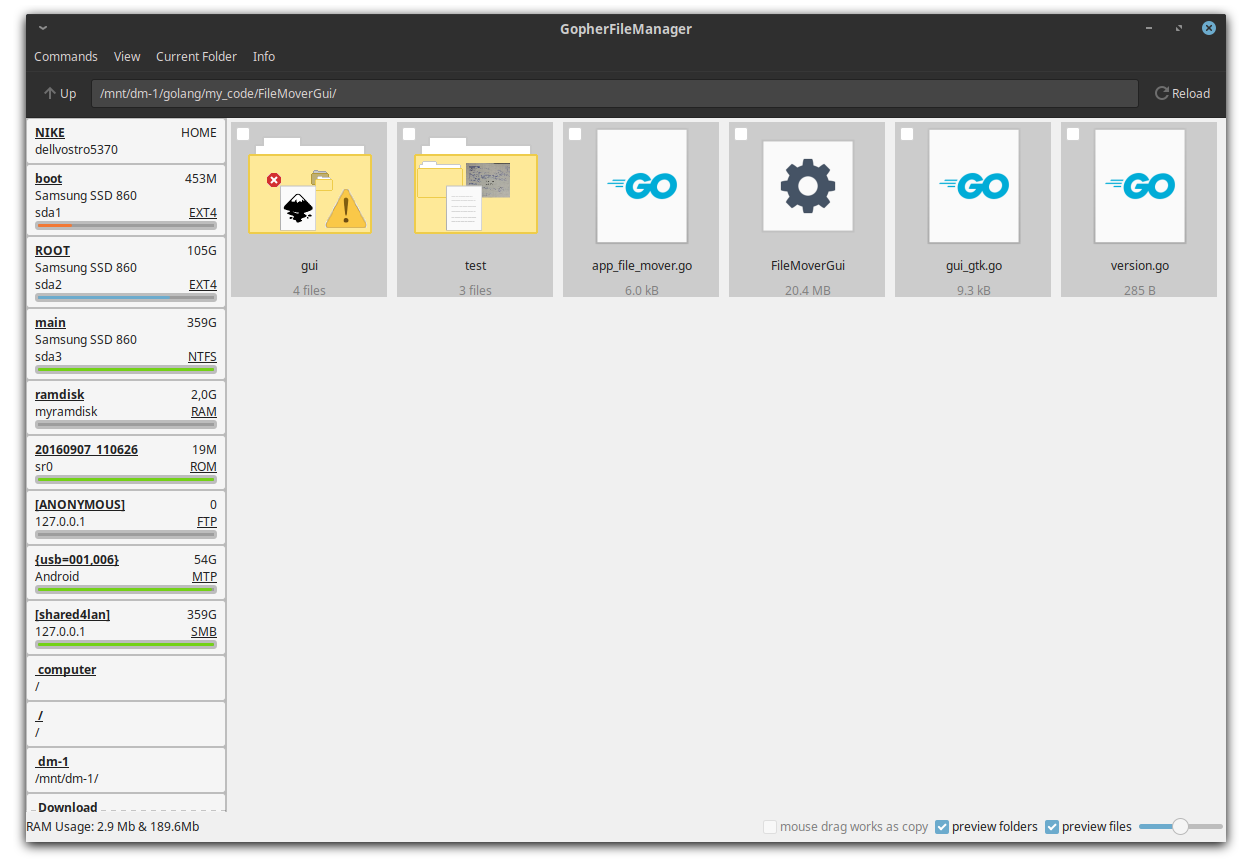 GopherFileManager
Commands View Current Folder Info
Up /mnt/dm-1/golang/my_code/FileMoverGui/ Reload
NIKE HOME
dellvostro5370
boot 453M
Samsung SSD 860
sda1 EXT4
ROOT 105G
Samsung SSD 860
sda2 EXT4
main 359G
Samsung SSD 860
sda3 NTFS
ramdisk 2,0G
myramdisk RAM
20160907_110626 19M
sr0 ROM
[ANONYMOUS] 0
127.0.0.1 FTP
{usb=001,006} 54G
Android MTP
[shared4lan] 359G
127.0.0.1 SMB
computer
/
/
/
dm-1
/mnt/dm-1/
Download
GO GO GO
gui test app_file_mover.go FileMoverGui gui_gtk.go version.go
4 files 3 files 6.0 kB 20.4 MB 9.3 kB 285 B
RAM Usage: 2.9 Mb & 189.6Mb mouse drag works as copy preview folders preview files